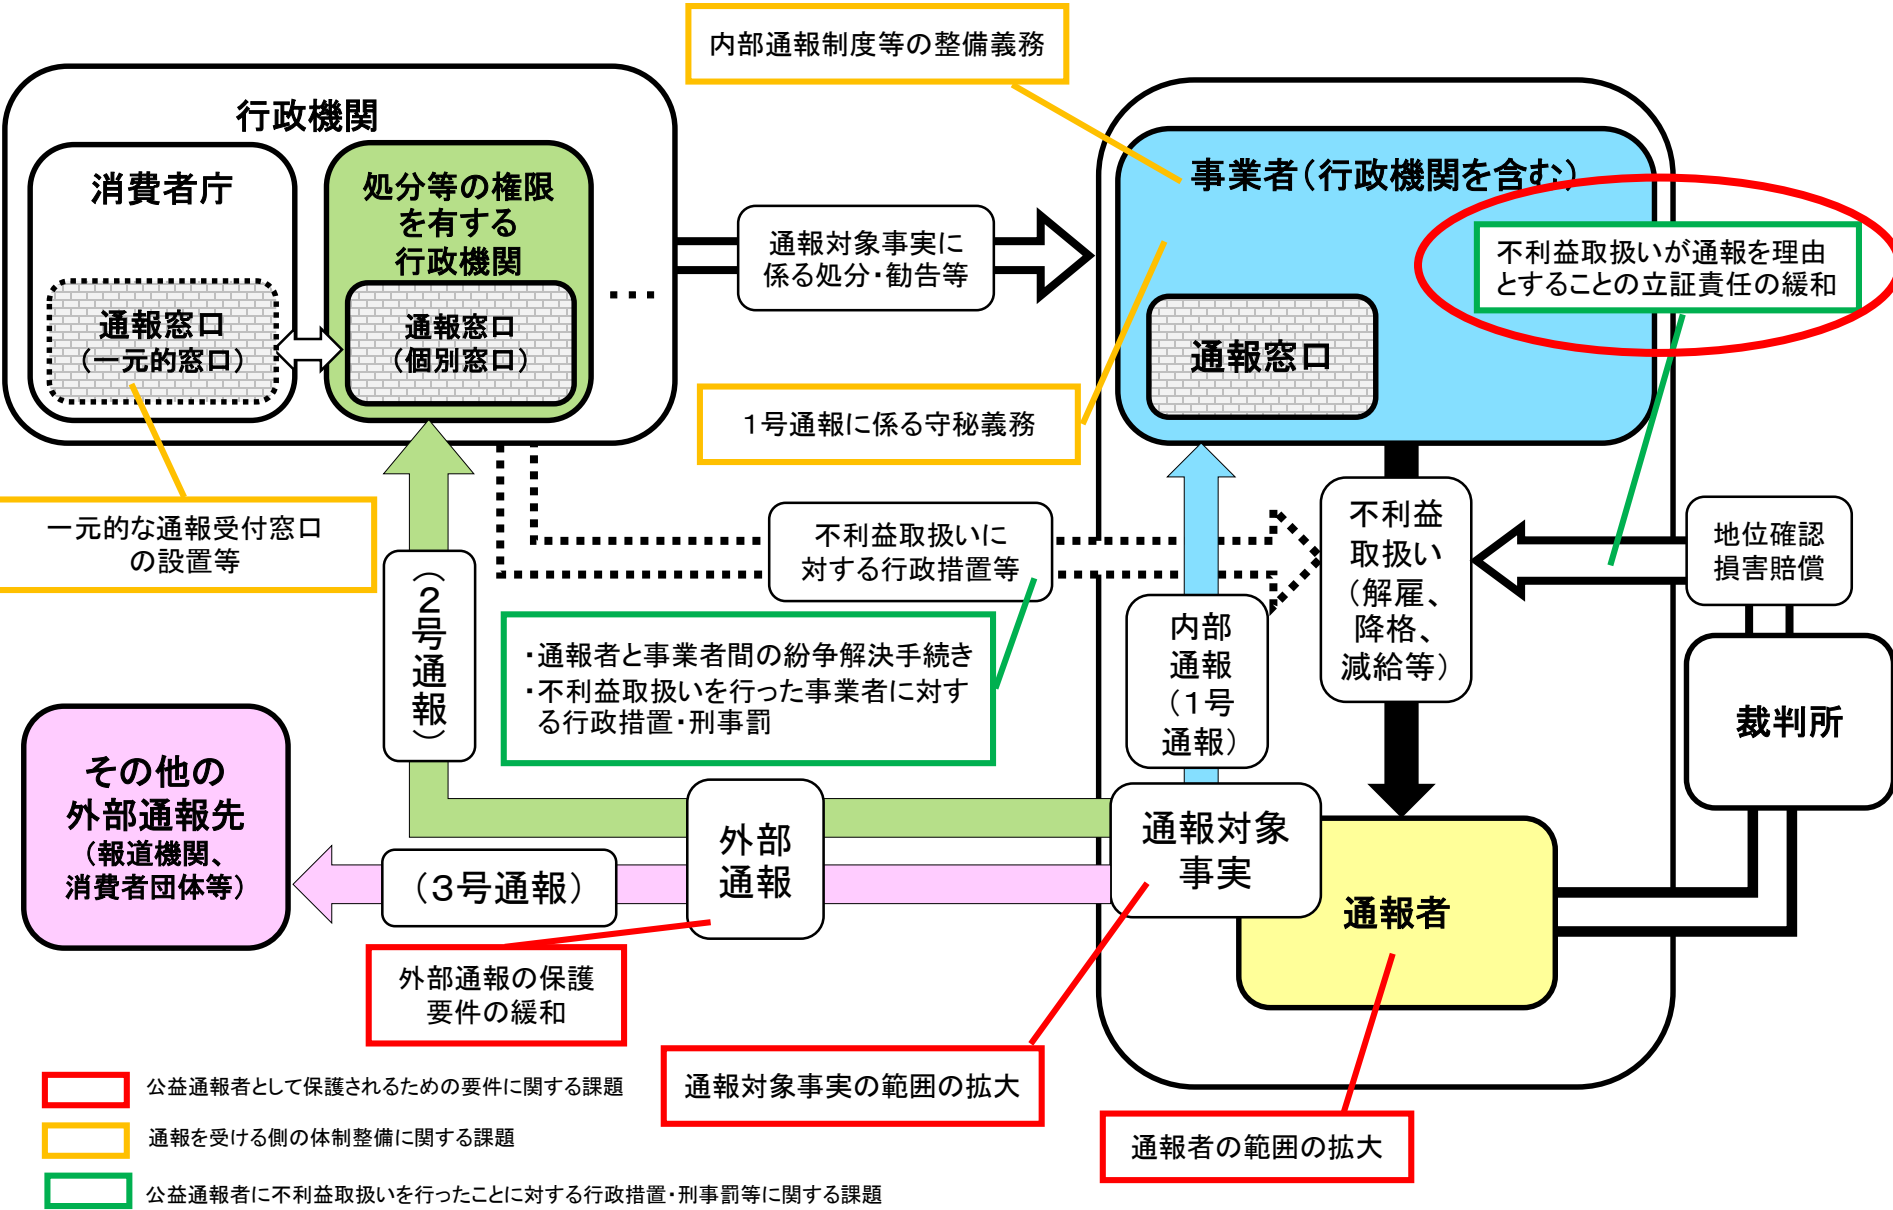 内部通報制度等の整備義務
行政機関
消費者庁
通報窓口
（一元的窓口）
処分等の権限
を有する
行政機関
通報窓口
（個別窓口）
‥‥
通報対象事実に
係る処分・勧告等
事業者（行政機関を含む）
不利益取扱いが通報を理由
とすることの立証責任の緩和
通報窓口
１号通報に係る守秘義務
一元的な通報受付窓口
の設置等
不利益取扱いに
対する行政措置等
不利益
取扱い
（解雇、
降格、
減給等）
地位確認
損害賠償
（２号通報）
・通報者と事業者間の紛争解決手続き
・不利益取扱いを行った事業者に対す
る行政措置・刑事罰
内部
通報
（１号
通報）
裁判所
その他の
外部通報先
（報道機関、
消費者団体等）
（３号通報）
外部
通報
通報対象
事実
通報者
外部通報の保護
要件の緩和
通報対象事実の範囲の拡大
通報者の範囲の拡大
公益通報者として保護されるための要件に関する課題
通報を受ける側の体制整備に関する課題
公益通報者に不利益取扱いを行ったことに対する行政措置・刑事罰等に関する課題